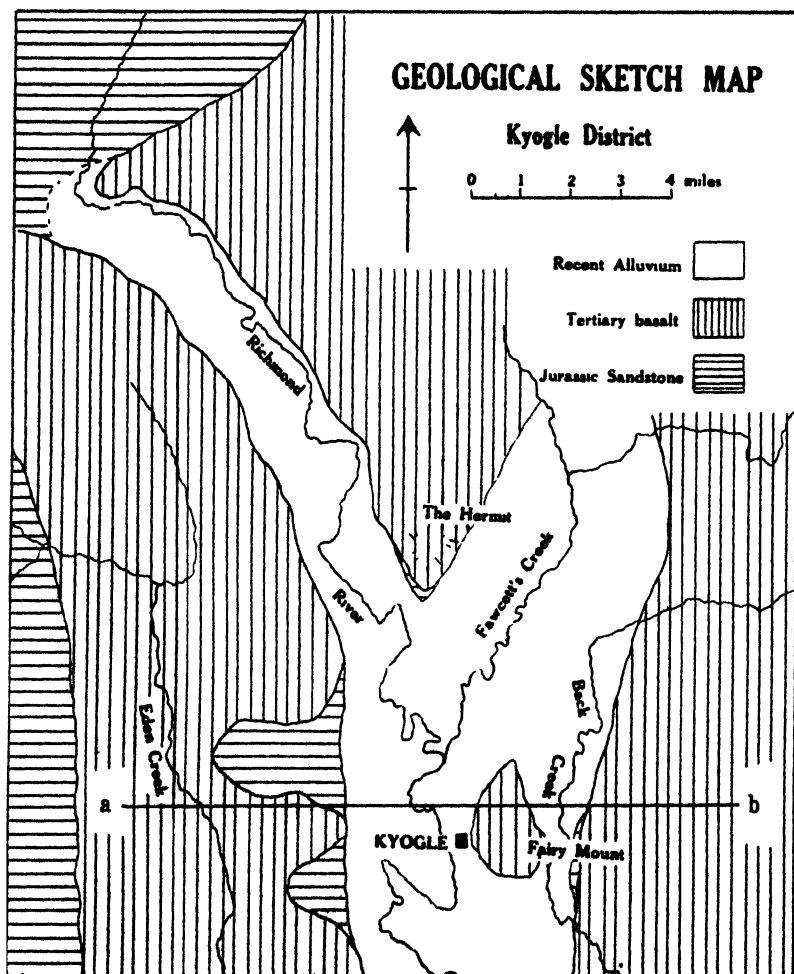 GEOLOGICAL SKETCH MAP
Kyogle District
0 1 2 3 4 miles
Recent Alluvium
Tertiary basalt
Jurassic Sandstone
Richmond
The Hermit
Fawcett's Creek
River
Back
Eden Creek
Creek
a
b
KYOGLE
Fairy Mount